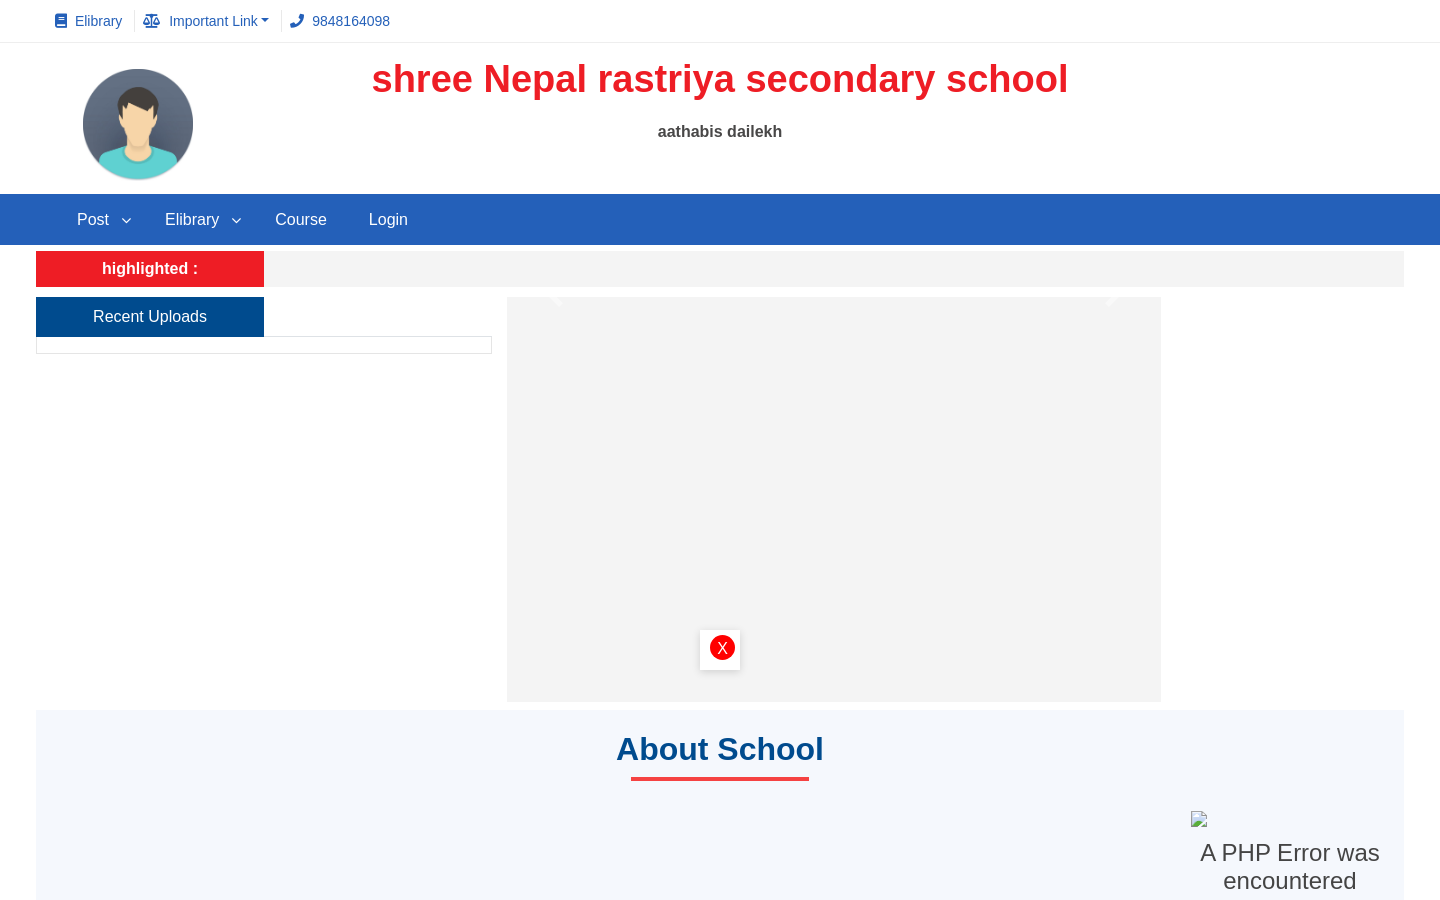 Elibrary
Important Link
9848164098
shree Nepal rastriya secondary school
aathabis dailekh
Post
Elibrary
Course
Login
highlighted :
Recent Uploads
X
About School
A PHP Error was
encountered